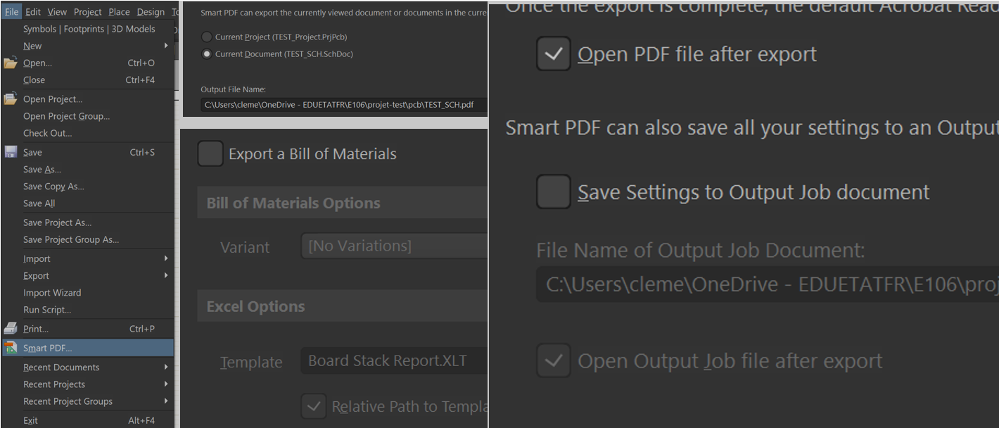 File Edit View Project Place Design To
Symbols | Footprints | 3D Models
New
Open... Ctrl+O
Close Ctrl+F4
Open Project...
Open Project Group...
Check Out...
Save Ctrl+S
Save As...
Save Copy As...
Save All
Save Project As...
Save Project Group As...
Import
Export
Import Wizard
Run Script...
Print... Ctrl+P
Smart PDF...
Recent Documents
Recent Projects
Recent Project Groups
Exit Alt+F4
Smart PDF can export the currently viewed document or documents in the curre
Current Project (TEST_Project.PrjPcb)
Current Document (TEST_SCH.SchDoc)
Output File Name:
C:\Users\cleme\OneDrive - EDUETATFR\E106\projet-test\pcb\TEST_SCH.pdf
Export a Bill of Materials
Bill of Materials Options
Variant [No Variations]
Excel Options
Template Board Stack Report.XLT
Relative Path to Templa
Once the export is complete, the default Acrobat Read
Open PDF file after export
Smart PDF can also save all your settings to an Output
Save Settings to Output Job document
File Name of Output Job Document:
C:\Users\cleme\OneDrive - EDUETATFR\E106\proj
Open Output Job file after export